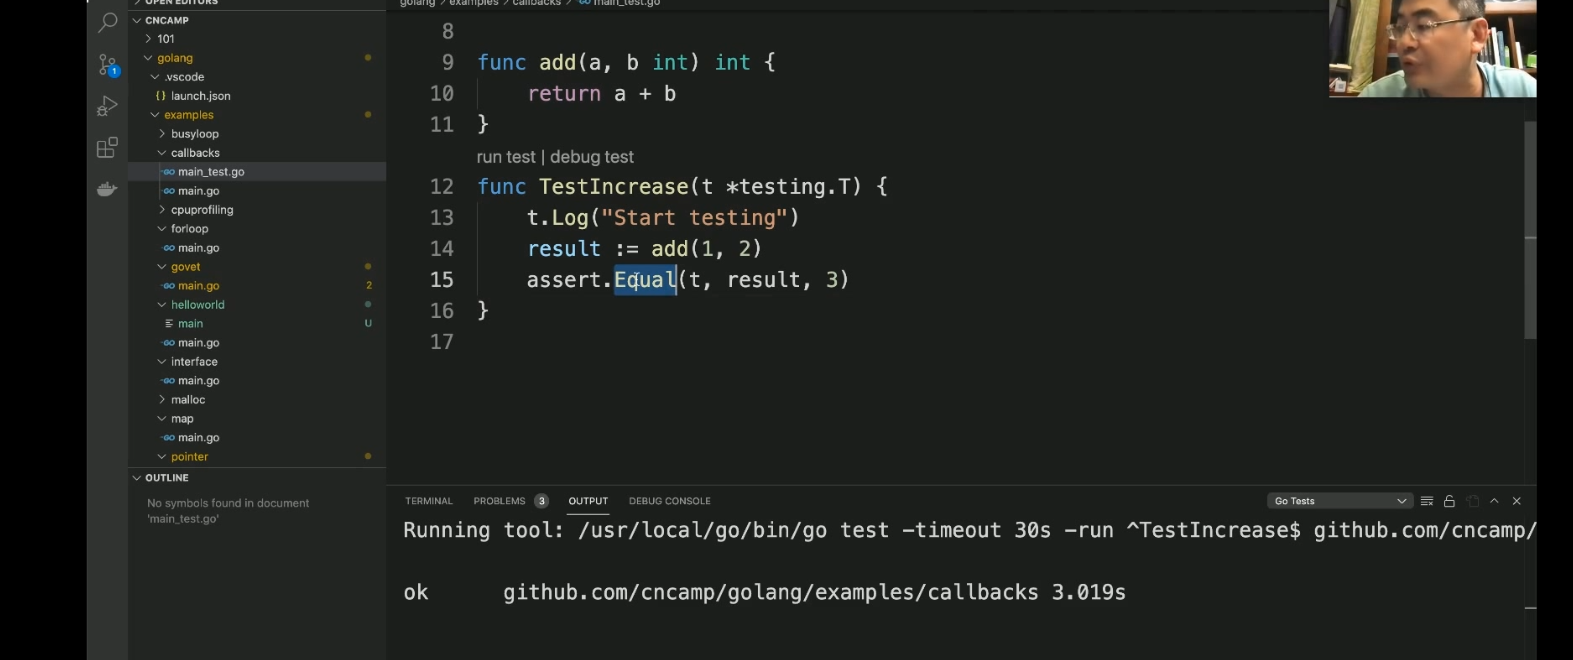 OPEN EDITORS
golang > examples > callbacks > main_test.go
CNCAMP
101
golang
.vscode
{} launch.json
examples
busyloop
callbacks
main_test.go
main.go
cpuprofiling
forloop
main.go
govet
main.go 2
helloworld
main U
main.go
interface
main.go
malloc
map
main.go
pointer
OUTLINE
No symbols found in document
'main_test.go'
1
8
9 func add(a, b int) int {
10 return a + b
11 }
run test | debug test
12 func TestIncrease(t *testing.T) {
13 t.Log("Start testing")
14 result := add(1, 2)
15 assert.Equal(t, result, 3)
16 }
17
TERMINAL PROBLEMS 3 OUTPUT DEBUG CONSOLE Go Tests
Running tool: /usr/local/go/bin/go test -timeout 30s -run ^TestIncrease$ github.com/cncamp/
ok github.com/cncamp/golang/examples/callbacks 3.019s